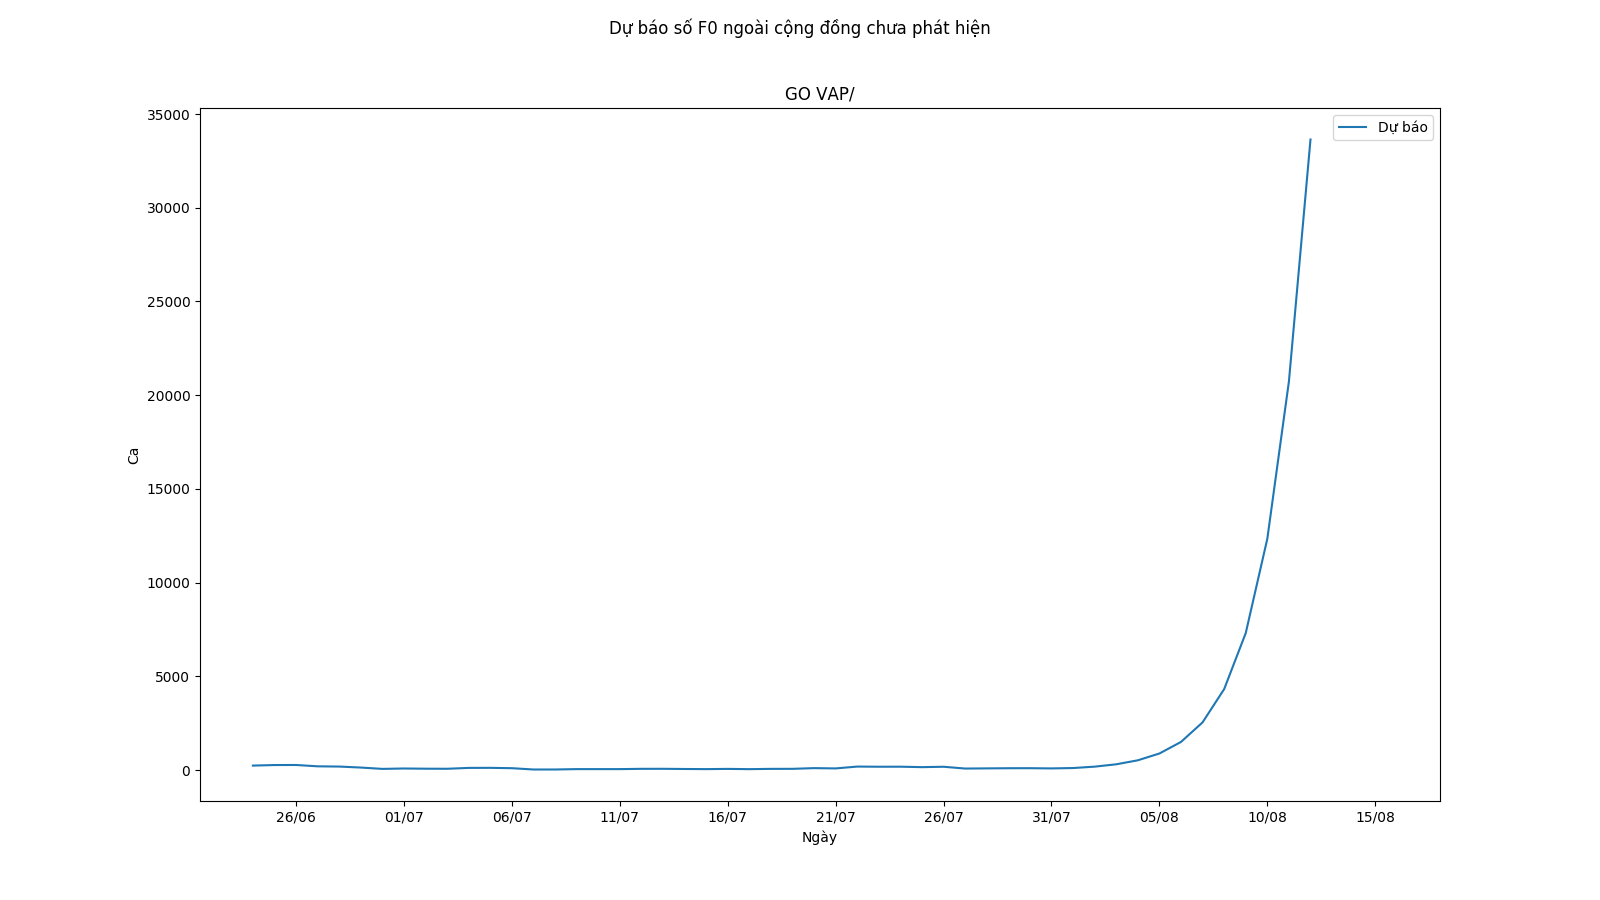 Dự báo số F0 ngoài cộng đồng chưa phát hiện
GO VAP/
Dự báo
35000
30000
25000
20000
15000
10000
5000
0
Ca
26/06 01/07 06/07 11/07 16/07 21/07 26/07 31/07 05/08 10/08 15/08
Ngày